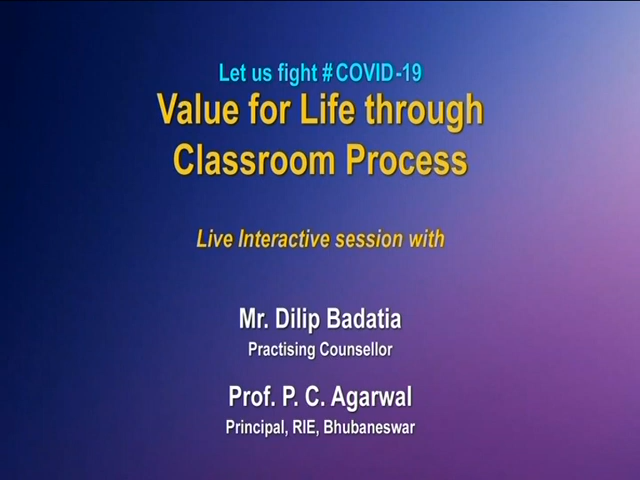 Let us fight #COVID-19
Value for Life through
Classroom Process
Live Interactive session with
Mr. Dilip Badatia
Practising Counsellor
Prof. P. C. Agarwal
Principal, RIE, Bhubaneswar